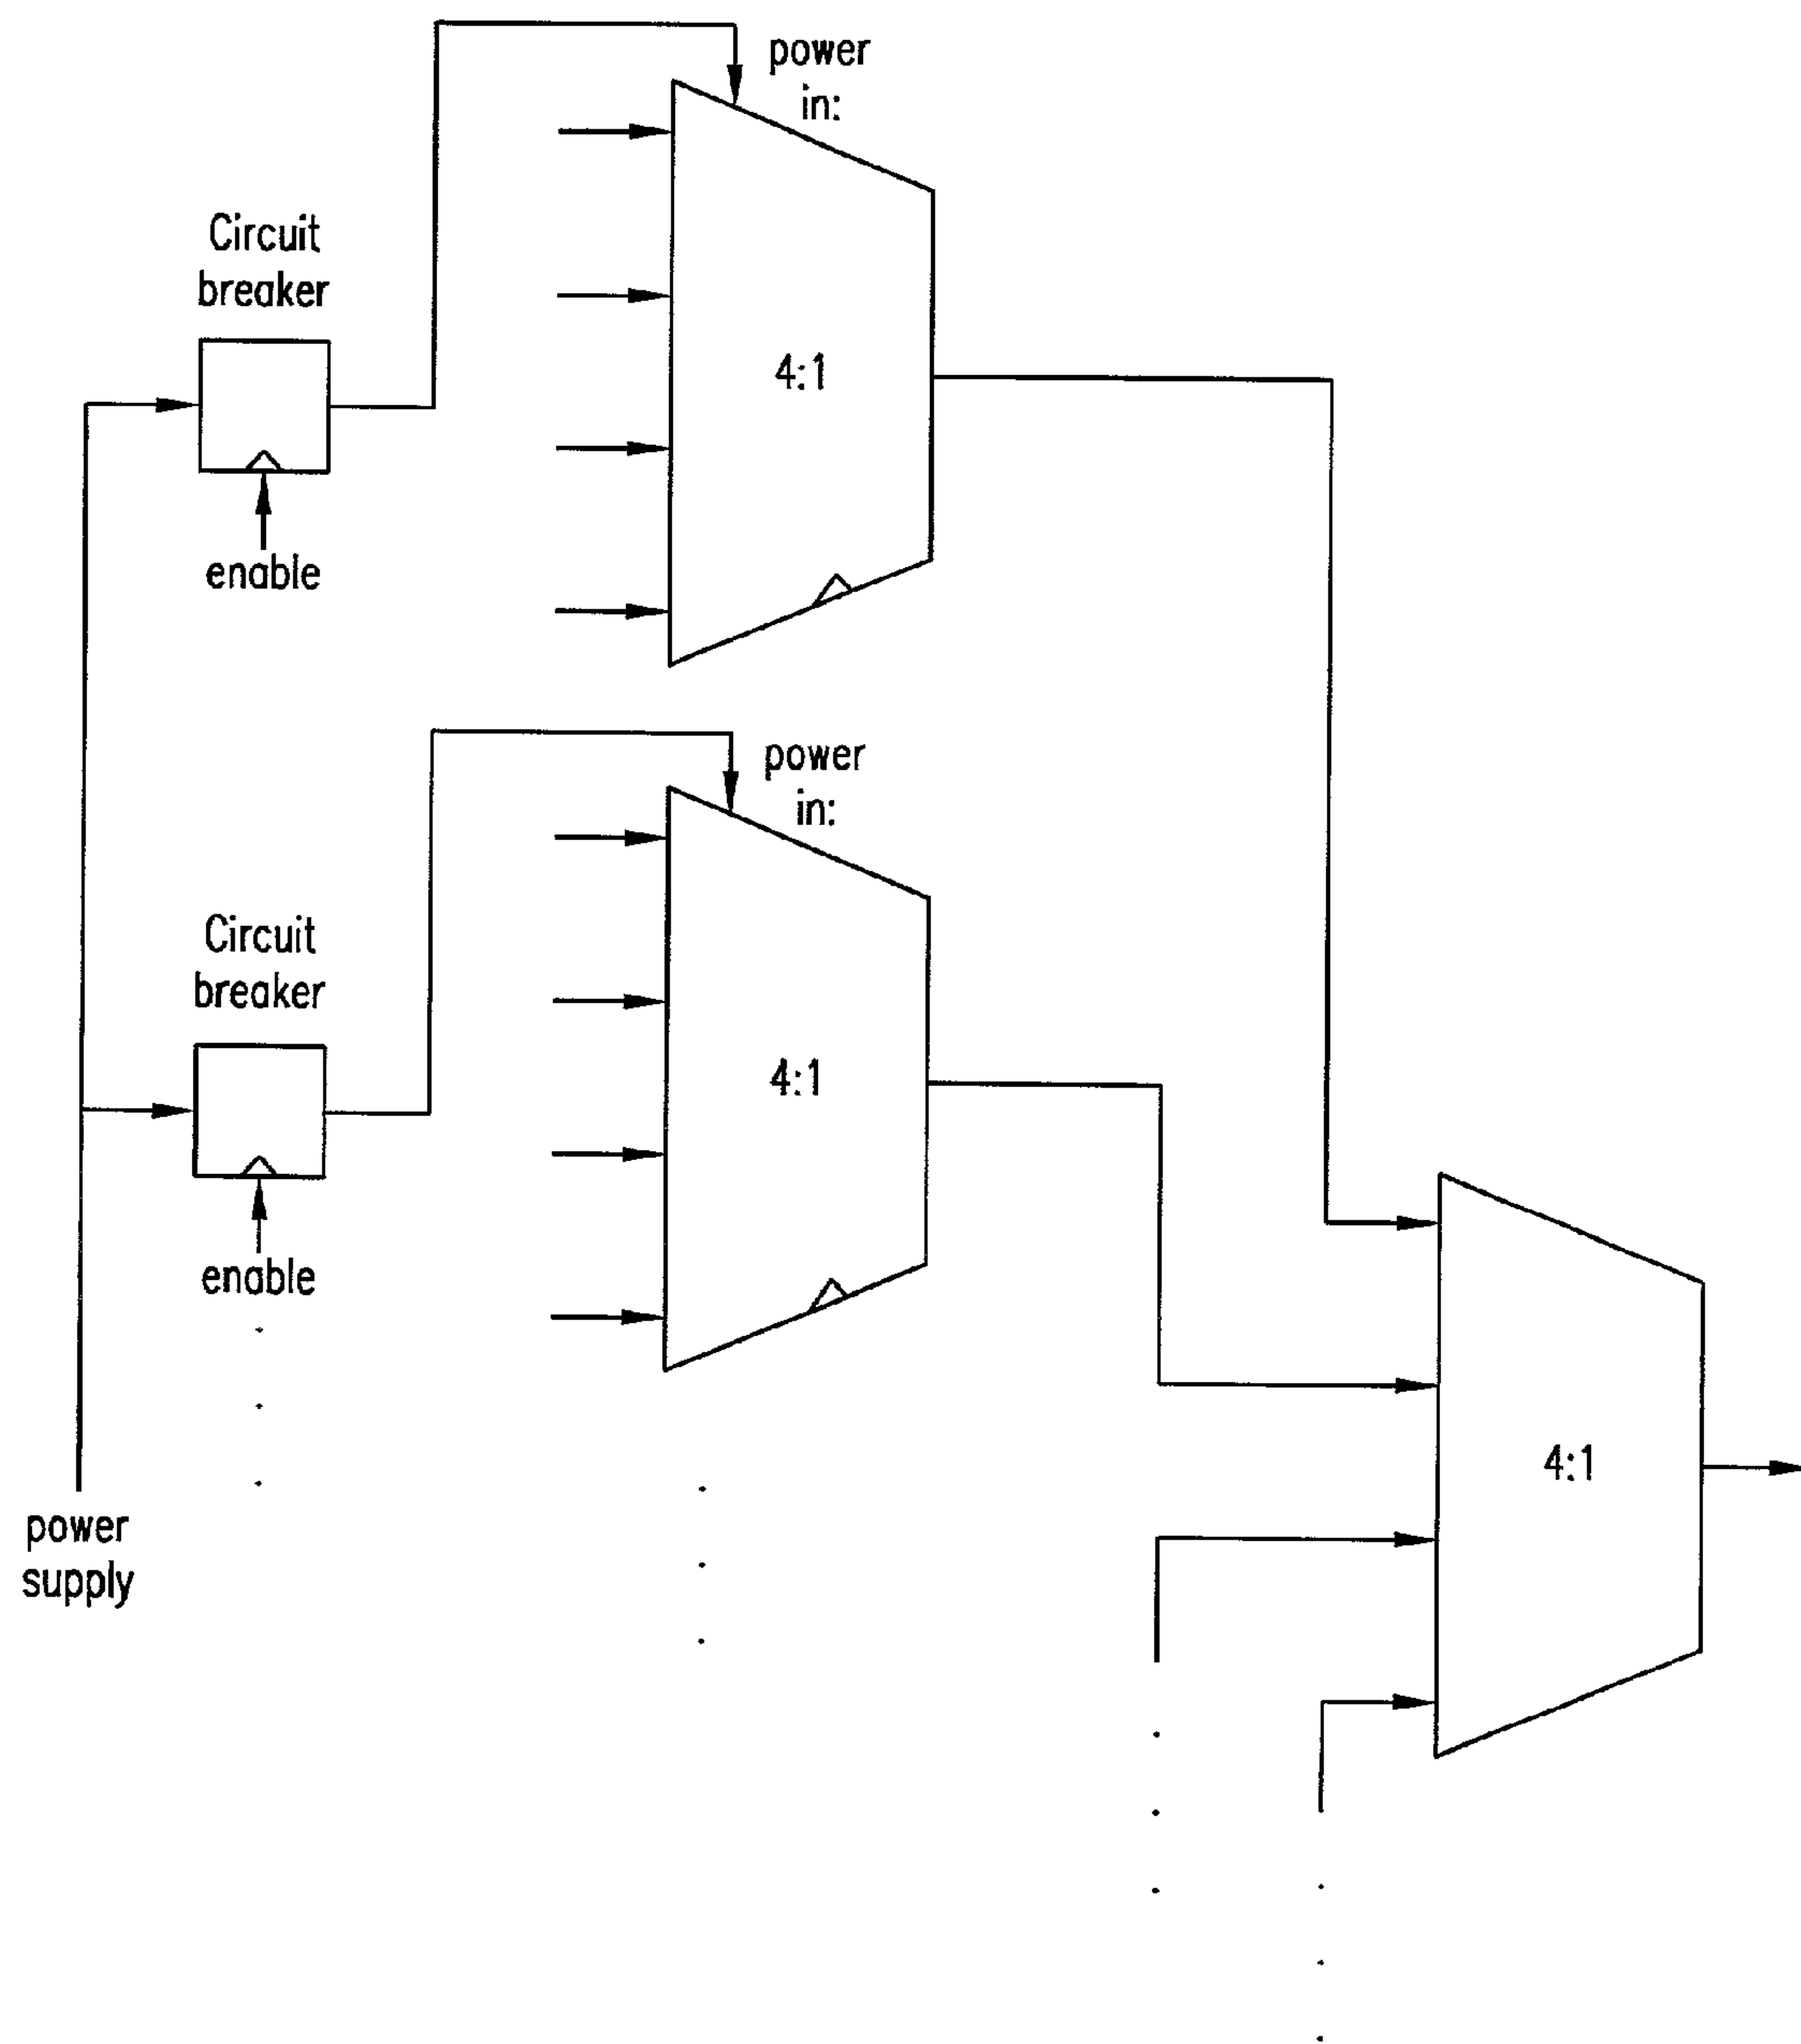 power
in:
Circuit
breaker
4:1
enable
power
in:
Circuit
breaker
4:1
enable
4:1
power
supply